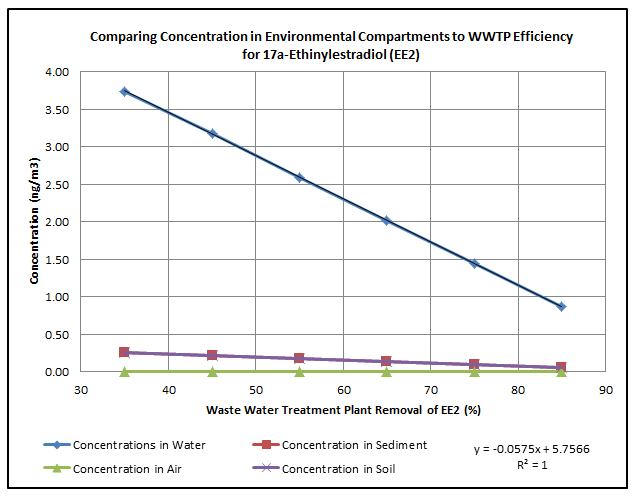 Comparing Concentration in Environmental Compartments to WWTP Efficiency
for 17a-Ethinylestradiol (EE2)
4.00
3.50
3.00
2.50
2.00
1.50
1.00
0.50
0.00
Concentration (ng/m3)
30 40 50 60 70 80 90
Waste Water Treatment Plant Removal of EE2 (%)
Concentrations in Water
Concentration in Sediment
Concentration in Air
Concentration in Soil
y = -0.0575x + 5.7566
R² = 1